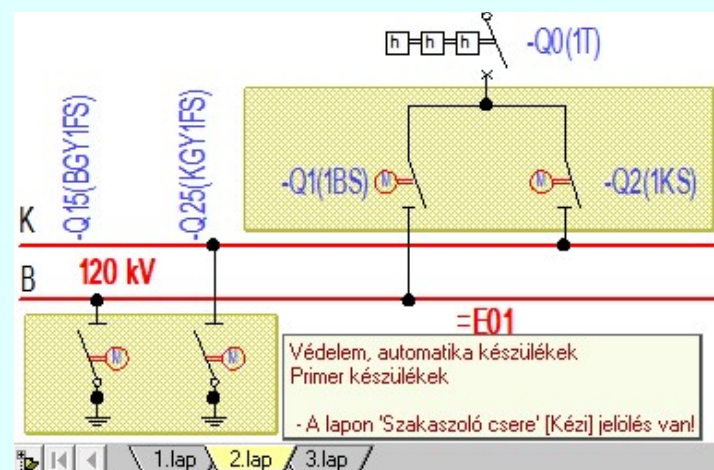 h h h -Q0(1T)
-Q15(BGY1FS)
-Q25(KGY1FS)
-Q1(1BS) M
M -Q2(1KS)
K
B
120 kV
=E01
M
M
Védelem, automatika készülékek
Primer készülékek
- A lapon 'Szakaszoló csere' [Kézi] jelölés van!
1.lap
2.lap
3.lap